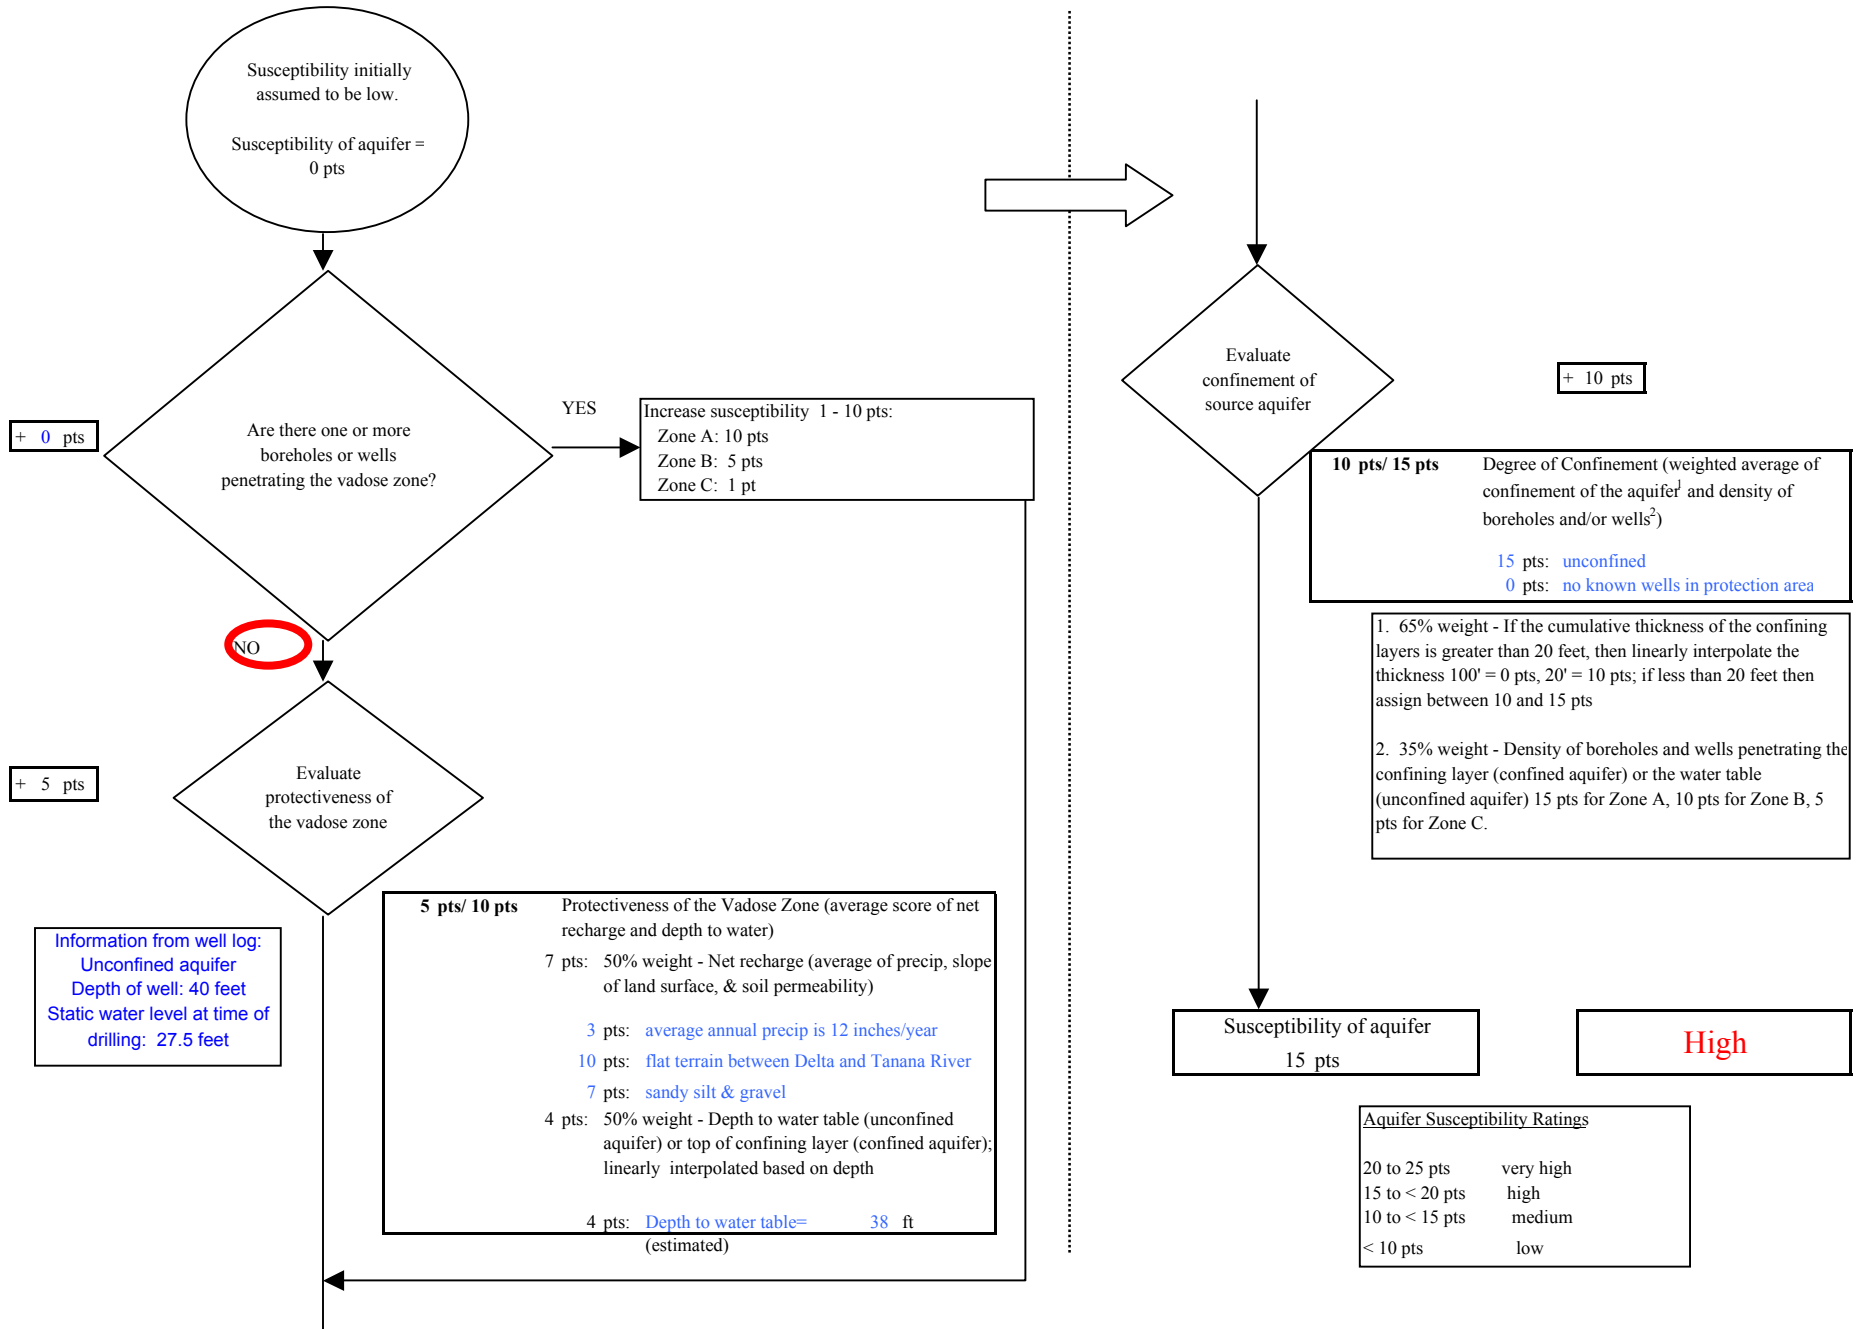 Susceptibility initially
assumed to be low.
Susceptibility of aquifer =
0 pts
+ 0 pts
Are there one or more
boreholes or wells
penetrating the vadose zone?
YES
Increase susceptibility 1 - 10 pts:
Zone A: 10 pts
Zone B: 5 pts
Zone C: 1 pt
NO
+ 5 pts
Evaluate
protectiveness of
the vadose zone
Information from well log:
Unconfined aquifer
Depth of well: 40 feet
Static water level at time of
drilling: 27.5 feet
5 pts/ 10 pts Protectiveness of the Vadose Zone (average score of net
recharge and depth to water)
7 pts: 50% weight - Net recharge (average of precip, slope
of land surface, & soil permeability)
3 pts: average annual precip is 12 inches/year
10 pts: flat terrain between Delta and Tanana River
7 pts: sandy silt & gravel
4 pts: 50% weight - Depth to water table (unconfined
aquifer) or top of confining layer (confined aquifer);
linearly interpolated based on depth
4 pts: Depth to water table= 38 ft
(estimated)
Evaluate
confinement of
source aquifer
+ 10 pts
10 pts/ 15 pts Degree of Confinement (weighted average of
confinement of the aquifer1 and density of
boreholes and/or wells2)
15 pts: unconfined
0 pts: no known wells in protection area
1. 65% weight - If the cumulative thickness of the confining
layers is greater than 20 feet, then linearly interpolate the
thickness 100' = 0 pts, 20' = 10 pts; if less than 20 feet then
assign between 10 and 15 pts
2. 35% weight - Density of boreholes and wells penetrating the
confining layer (confined aquifer) or the water table
(unconfined aquifer) 15 pts for Zone A, 10 pts for Zone B, 5
pts for Zone C.
Susceptibility of aquifer
15 pts
High
Aquifer Susceptibility Ratings
20 to 25 pts very high
15 to < 20 pts high
10 to < 15 pts medium
< 10 pts low